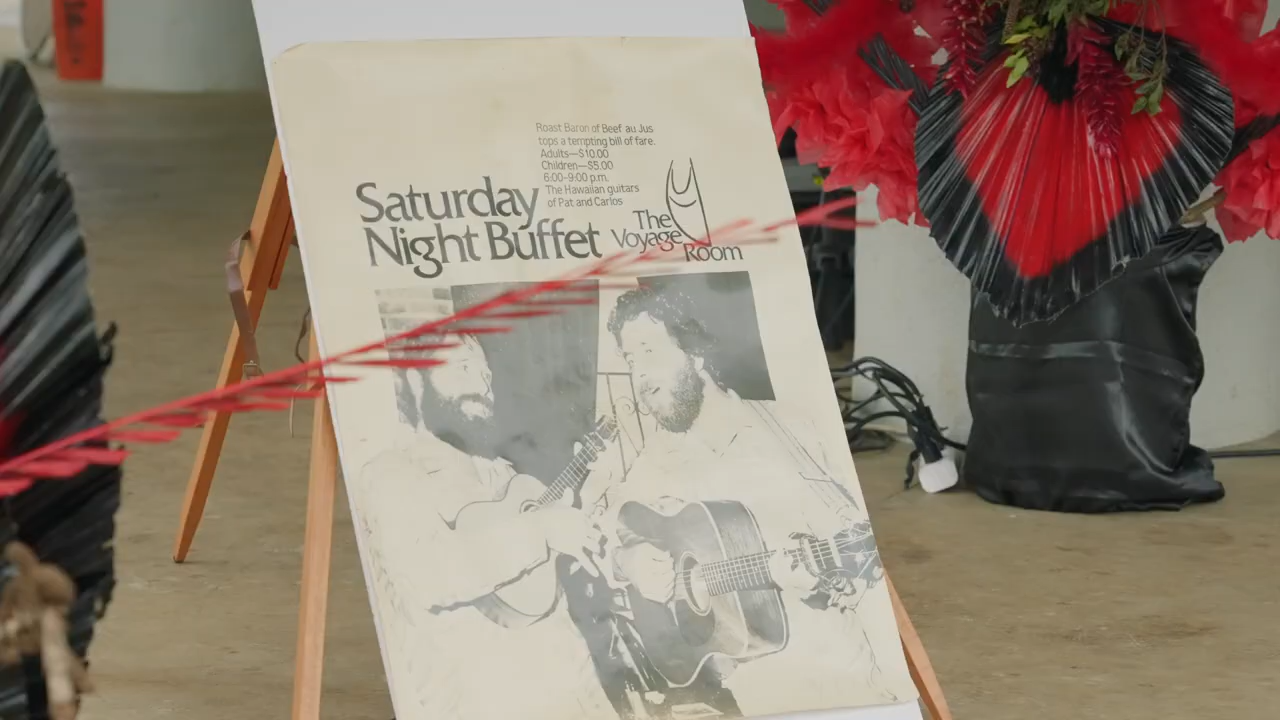 Roast Baron of Beef au Jus
tops a tempting bill of fare.
Adults—$10.00
Children—$5.00
6:00-9:00 p.m.
The Hawaiian guitars
of Pat and Carlos
Saturday
Night Buffet
The
Voyage
Room